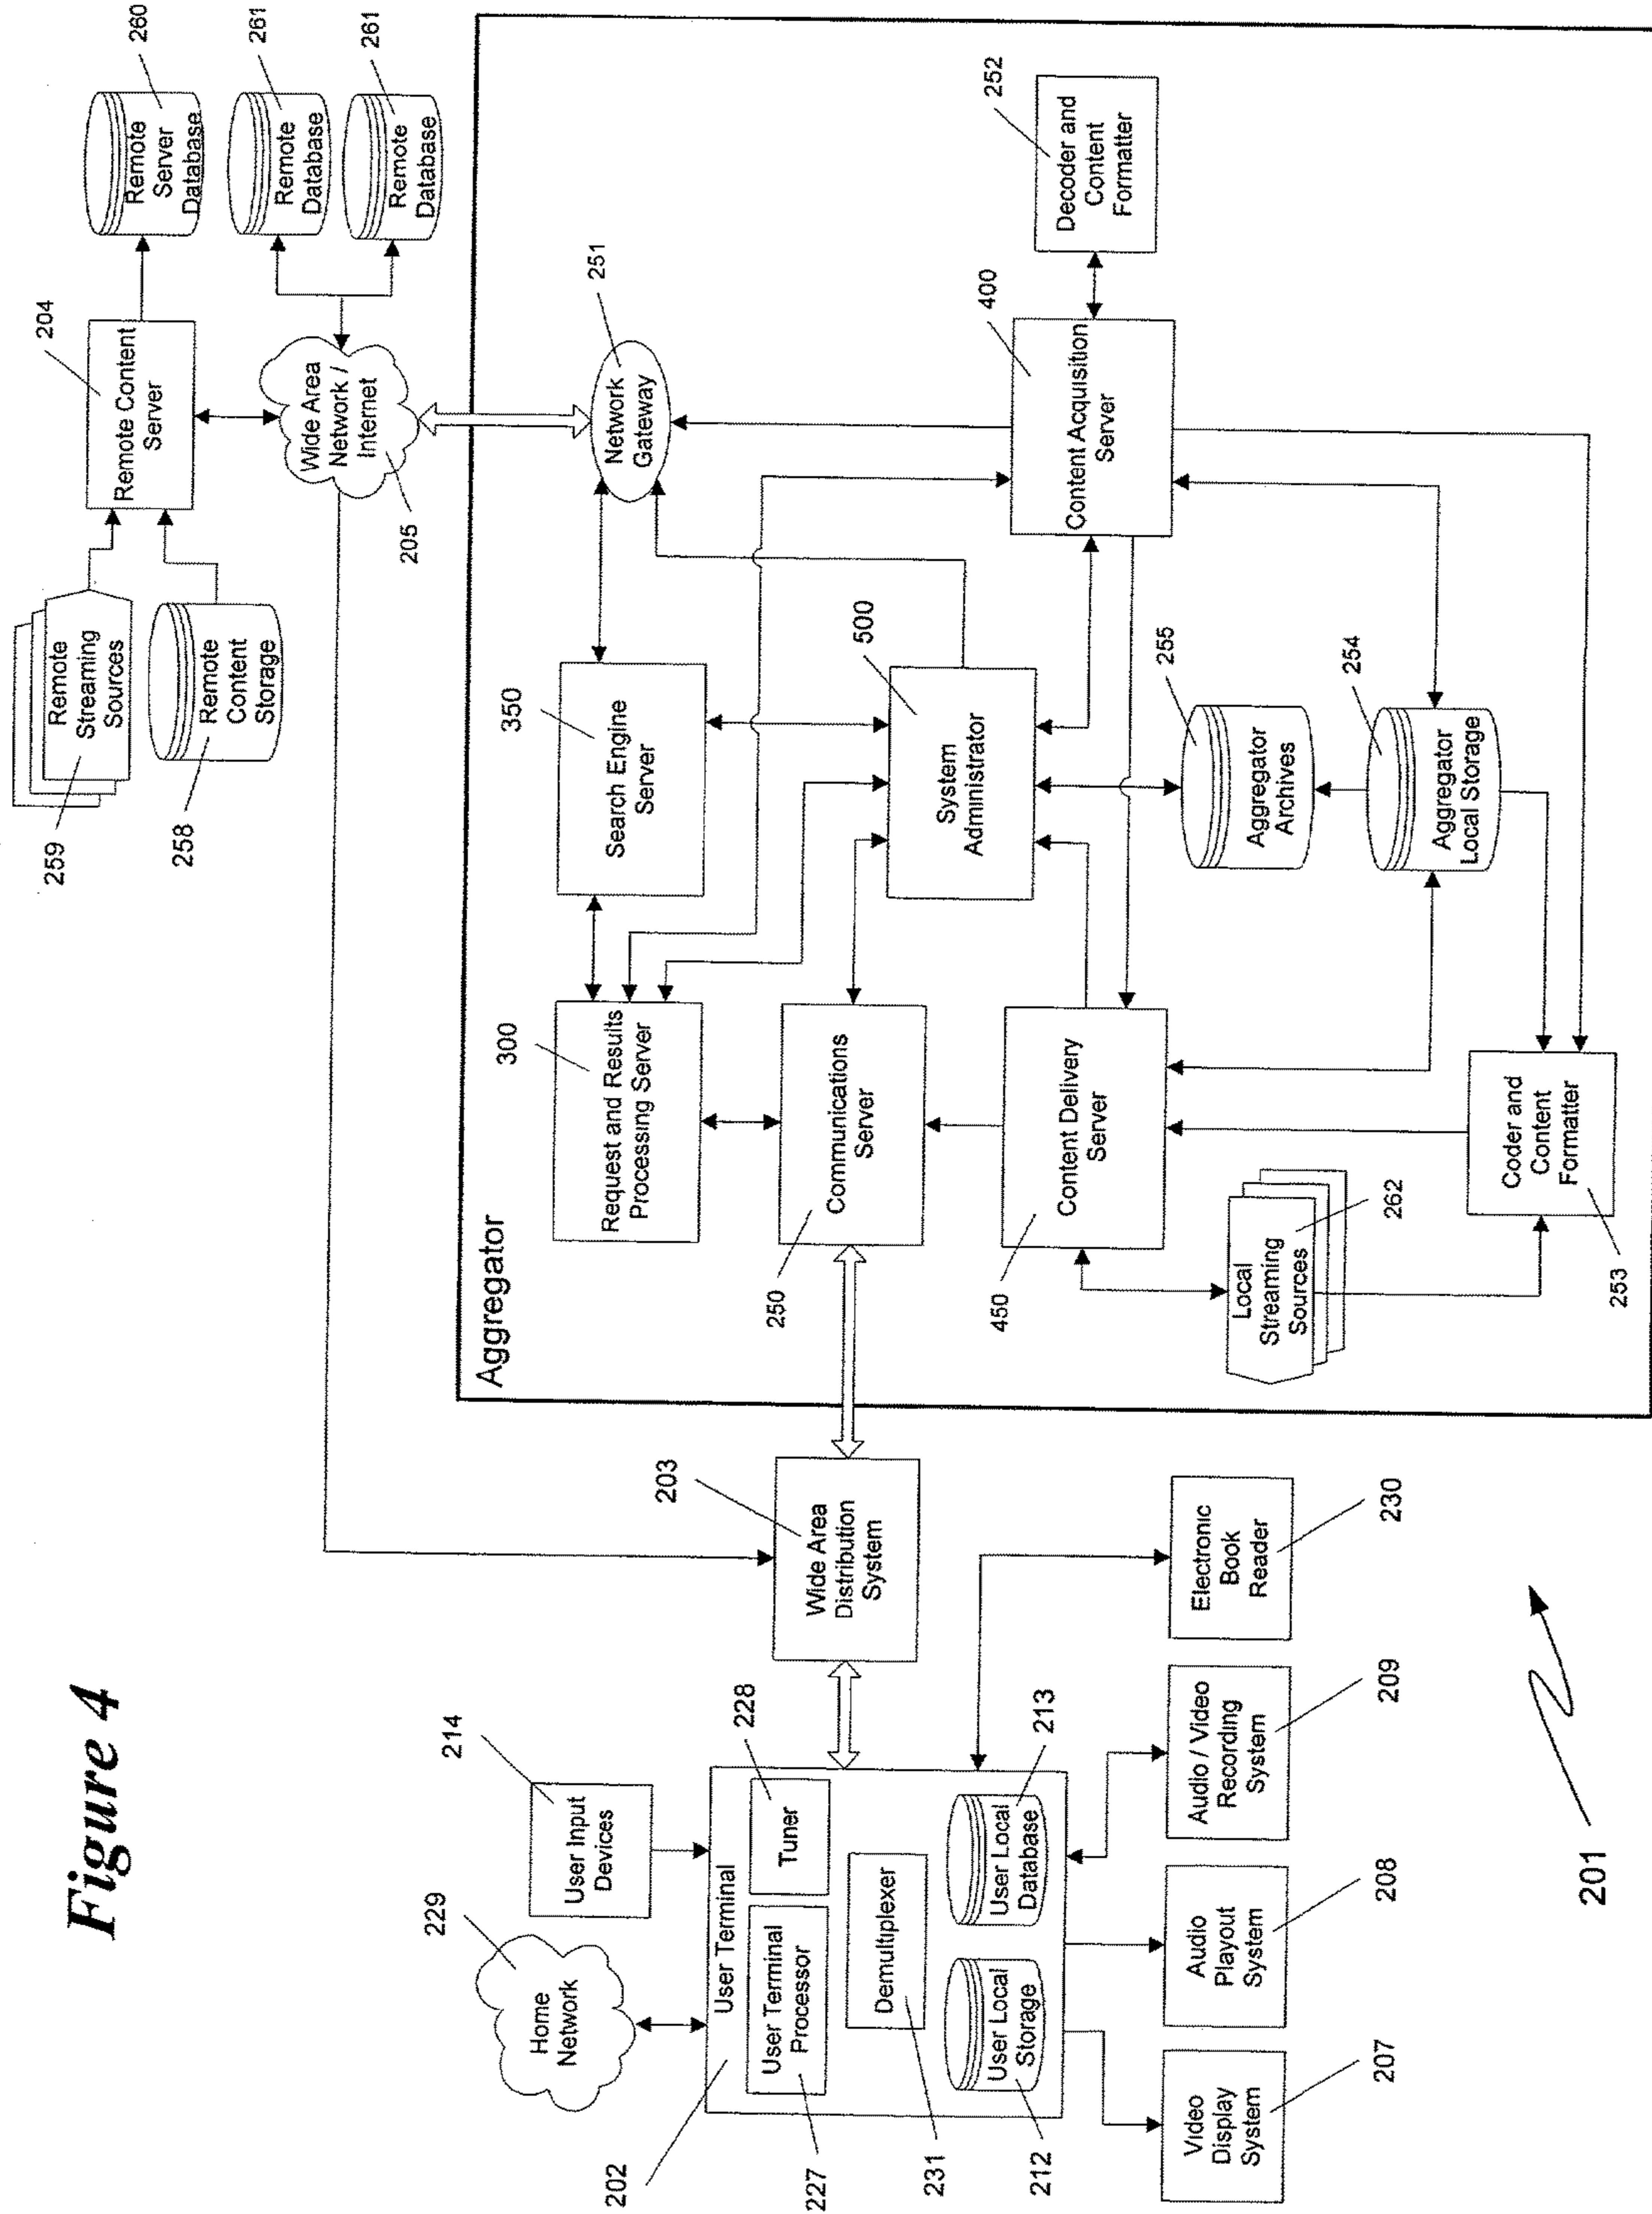 Figure 4
229
Home
Network
214
User Input
Devices
202
User Terminal
227
User Terminal
Processor
228
Tuner
231
Demultiplexer
212
User Local
Storage
213
User Local
Database
207
Video
Display
System
208
Audio
Playout
System
209
Audio / Video
Recording
System
230
Electronic
Book
Reader
201
203
Wide Area
Distribution
System
Aggregator
300
Request and Results
Processing Server
250
Communications
Server
450
Content Delivery
Server
262
Local
Streaming
Sources
253
Coder and
Content
Formatter
350
Search Engine
Server
500
System
Administrator
255
Aggregator
Archives
254
Aggregator
Local Storage
251
Network
Gateway
400
Content Acquisition
Server
252
Decoder and
Content
Formatter
259
Remote
Streaming
Sources
258
Remote
Content
Storage
204
Remote Content
Server
205
Wide Area
Network /
Internet
260
Remote
Server
Database
261
Remote
Database
261
Remote
Database